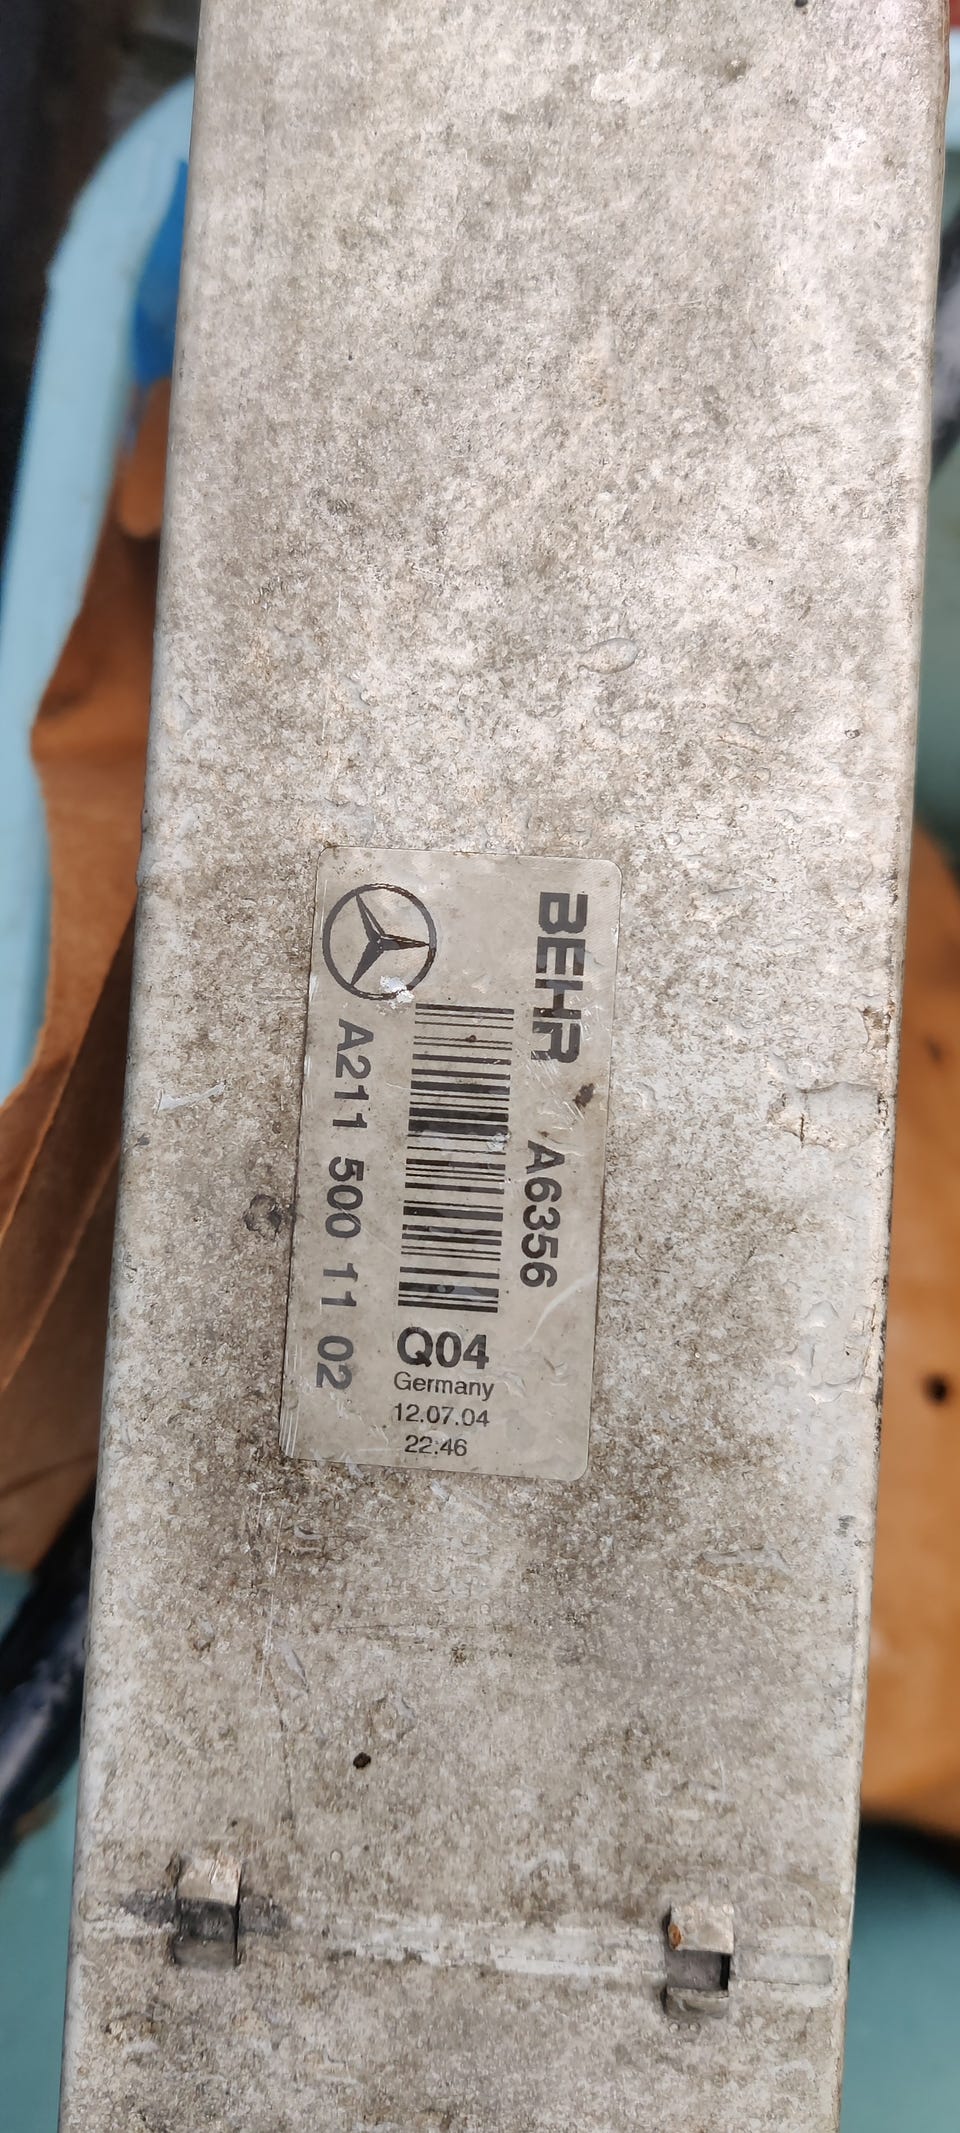 BEHR A6356
Q04
Germany
12.07.04
22:46
A211 500 11 02